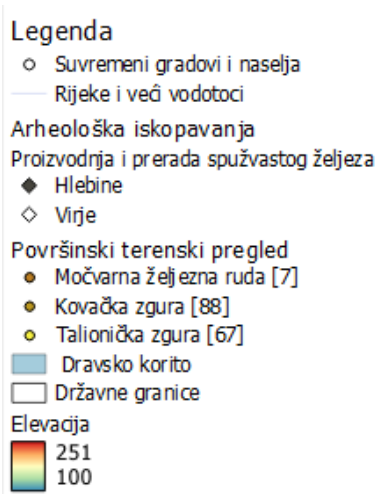 Legenda
Suvremeni gradovi i naselja
Rijeke i veći vodotoci
Arheološka iskopavanja
Proizvodnja i prerada spužvastog željeza
Hlebine
Virje
Površinski terenski pregled
Močvarna željezna ruda [7]
Kovačka zgura [88]
Talionička zgura [67]
Dravsko korito
Državne granice
Elevacija
251
100